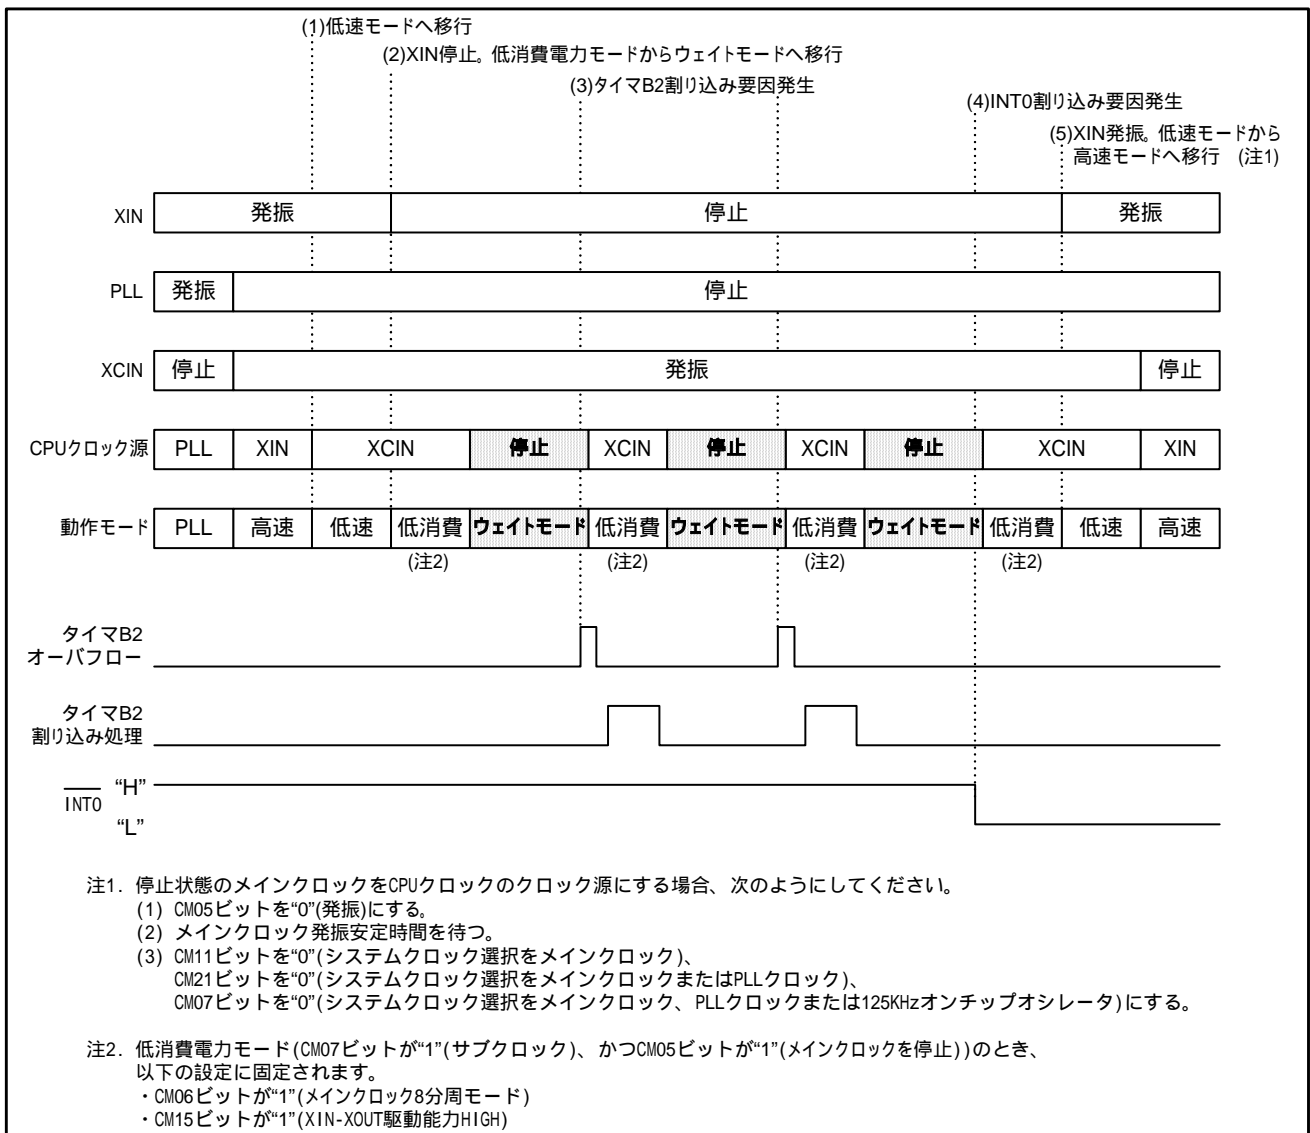 (1)低速モードへ移行
(2)XIN停止。低消費電力モードからウェイトモードへ移行
(3)タイマB2割り込み要因発生
(4)INT0割り込み要因発生
(5)XIN発振。低速モードから
高速モードへ移行 (注1)
XIN 発振 停止 発振
PLL 発振 停止
XCIN 停止 発振 停止
CPUクロック源 PLL XIN XCIN 停止 XCIN 停止 XCIN 停止 XCIN XIN
動作モード PLL 高速 低速 低消費 ウェイトモード 低消費 ウェイトモード 低消費 ウェイトモード 低消費 低速 高速
(注2) (注2) (注2) (注2)
タイマB2
オーバフロー
タイマB2
割り込み処理
INT0 “H”
“L”
注1. 停止状態のメインクロックをCPUクロックのクロック源にする場合、次のようにしてください。
(1) CM05ビットを“0”(発振)にする。
(2) メインクロック発振安定時間を待つ。
(3) CM11ビットを“0”(システムクロック選択をメインクロック)、
CM21ビットを“0”(システムクロック選択をメインクロックまたはPLLクロック)、
CM07ビットを“0”(システムクロック選択をメインクロック、PLLクロックまたは125KHzオンチップオシレータ)にする。
注2. 低消費電力モード(CM07ビットが“1”(サブクロック)、かつCM05ビットが“1”(メインクロックを停止))のとき、
以下の設定に固定されます。
・CM06ビットが“1”(メインクロック8分周モード)
・CM15ビットが“1”(XIN-XOUT駆動能力HIGH)